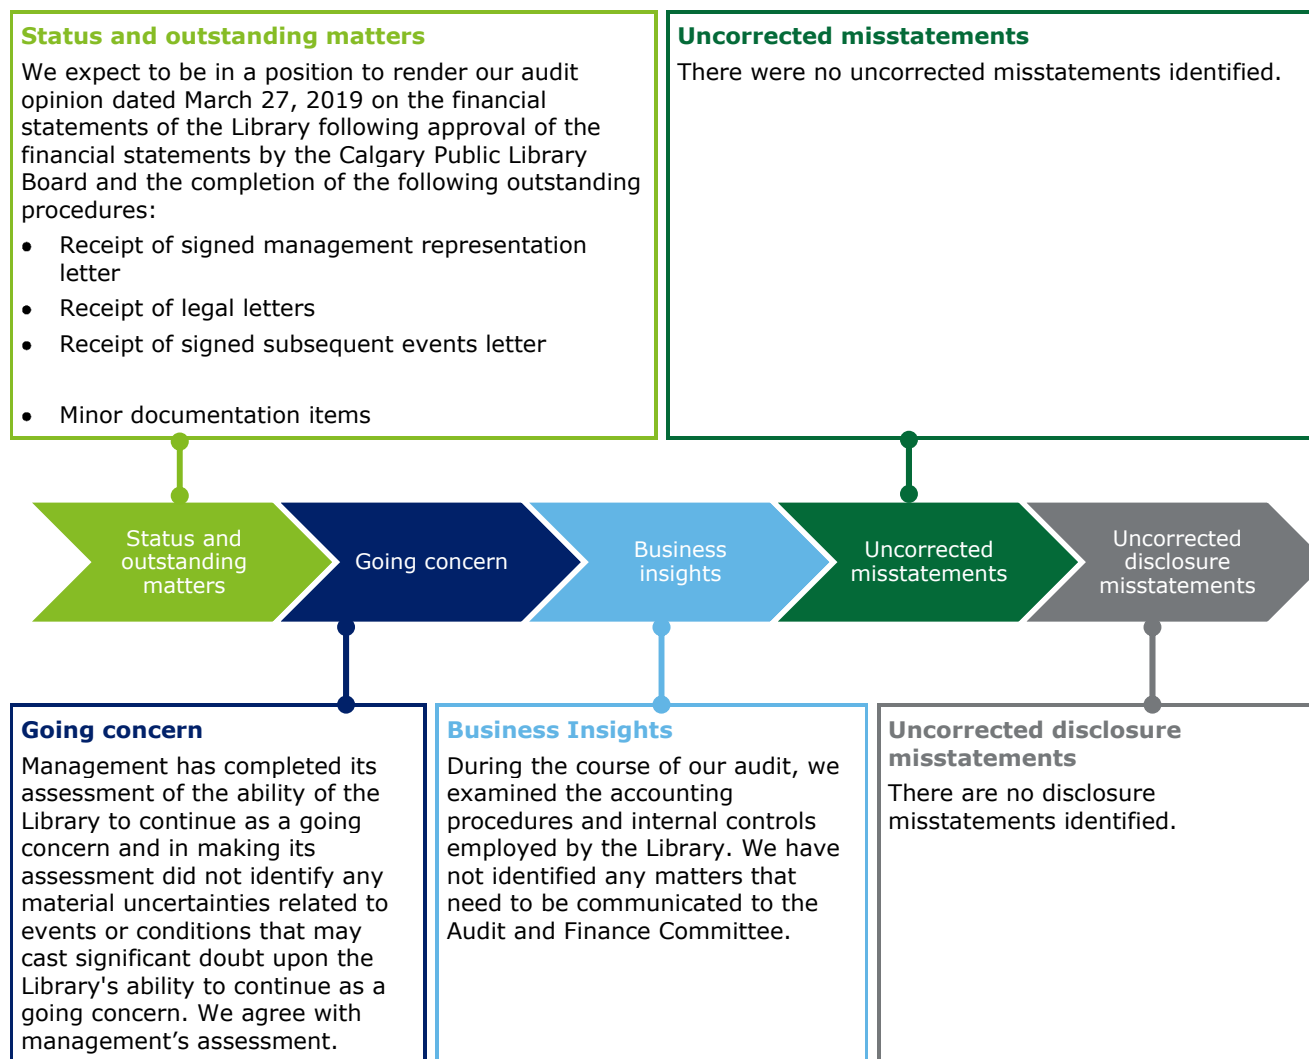 Status and outstanding matters
We expect to be in a position to render our audit
opinion dated March 27, 2019 on the financial
statements of the Library following approval of the
financial statements by the Calgary Public Library
Board and the completion of the following outstanding
procedures:
• Receipt of signed management representation
letter
• Receipt of legal letters
• Receipt of signed subsequent events letter
• Minor documentation items
Uncorrected misstatements
There were no uncorrected misstatements identified.
Status and
outstanding
matters
Going concern
Business
insights
Uncorrected
misstatements
Uncorrected
disclosure
misstatements
Going concern
Management has completed its
assessment of the ability of the
Library to continue as a going
concern and in making its
assessment did not identify any
material uncertainties related to
events or conditions that may
cast significant doubt upon the
Library's ability to continue as a
going concern. We agree with
management’s assessment.
Business Insights
During the course of our audit, we
examined the accounting
procedures and internal controls
employed by the Library. We have
not identified any matters that
need to be communicated to the
Audit and Finance Committee.
Uncorrected disclosure
misstatements
There are no disclosure
misstatements identified.